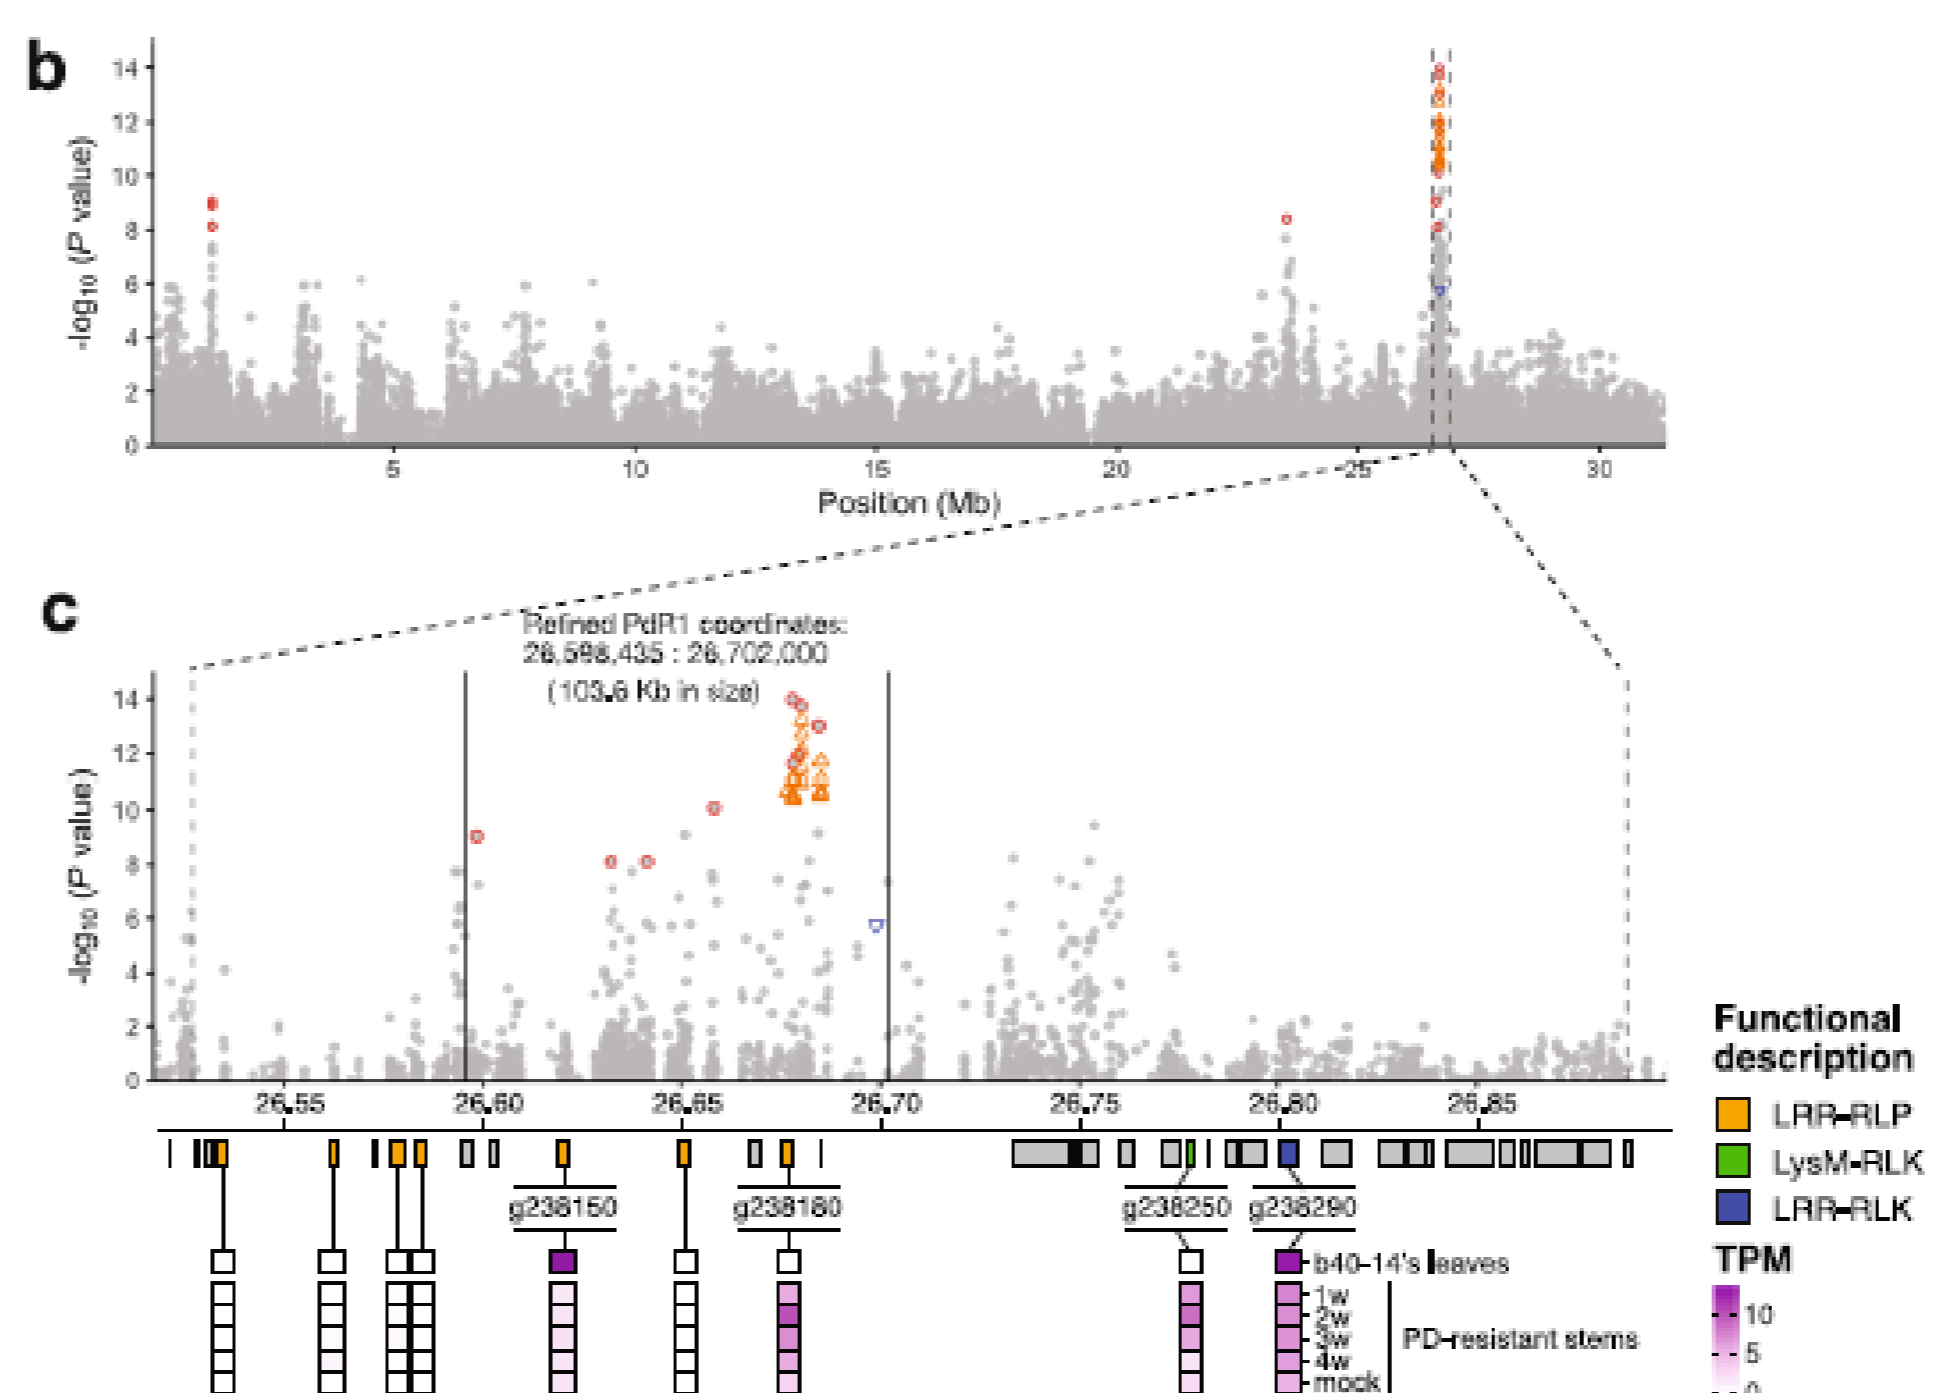 b
14
12
10
8
6
4
2
0
-log10 (P value)
5 10 15 20 25 30
Position (Mb)
c
Refined PdR1 coordinates:
26,598,435 : 26,702,000
(103.6 Kb in size)
14
12
10
8
6
4
2
0
-log10 (P value)
26.55 26.60 26.65 26.70 26.75 26.80 26.85
g238150 g238180 g238250 g238290
b40-14's leaves
1w
2w
3w
4w
mock
PD-resistant stems
Functional
description
LRR-RLP
LysM-RLK
LRR-RLK
TPM
10
5
0